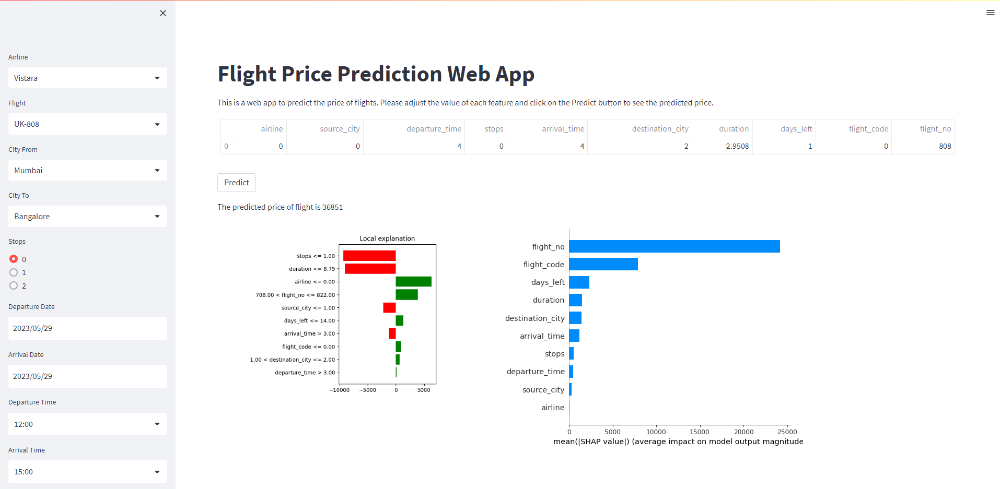 Airline
Vistara
Flight
UK-808
City From
Mumbai
City To
Bangalore
Stops
0
1
2
Departure Date
2023/05/29
Arrival Date
2023/05/29
Departure Time
12:00
Arrival Time
15:00
Flight Price Prediction Web App
This is a web app to predict the price of flights. Please adjust the value of each feature and click on the Predict button to see the predicted price.
airline source_city departure_time stops arrival_time destination_city duration days_left flight_code flight_no
0 0 0 4 0 4 2 2.9508 1 0 808
Predict
The predicted price of flight is 36851
Local explanation
stops <= 1.00
duration <= 8.75
airline <= 0.00
708.00 < flight_no <= 822.00
source_city <= 1.00
days_left <= 14.00
arrival_time > 3.00
flight_code <= 0.00
1.00 < destination_city <= 2.00
departure_time > 3.00
−10000 −5000 0 5000
flight_no
flight_code
days_left
duration
destination_city
arrival_time
stops
departure_time
source_city
airline
0 5000 10000 15000 20000 25000
mean(|SHAP value|) (average impact on model output magnitude